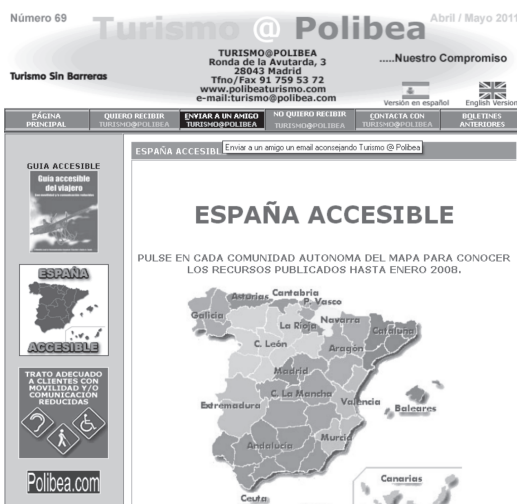 Número 69
Turismo @ Polibea
Abril / Mayo 2011
TURISMO@POLIBEA
Ronda de la
Avutarda, 3
28043
Madrid
Tfno/Fax 91 759 53 72
www.polibeaturismo.com
e-mail:turismo@polibea.com
.....Nuestro Compromiso
Turismo Sin Barreras
Versión en español
English Version
PÁGINA PRINCIPAL
QUIERO RECIBIR TURISMO@POLIBEA
ENVIAR A UN AMIGO TURISMO@POLIBEA
NO QUIERO RECIBIR TURISMO@POLIBEA
CONTACTA CON TURISMO@POLIBEA
BOLETINES ANTERIORES
ESPAÑA ACCESIBL
Enviar a un amigo un email aconsejando Turismo @ Polibea
GUIA ACCESIBLE
Guía accesible
del viajero
ESPAÑA
ACCESIBLE
TRATO ADECUADO
A CLIENTES CON
MOVILIDAD Y/O
COMUNICACIÓN
REDUCIDAS
Polibea.com
ESPAÑA ACCESIBLE
PULSE EN CADA COMUNIDAD AUTONOMA DEL MAPA PARA CONOCER
LOS RECURSOS PUBLICADOS HASTA ENERO 2008.
Asturias
Cantabria
P. Vasco
Galicia
La Rioja
Navarra
Cataluña
C. León
Aragón
Madrid
C. La Mancha
Extremadura
Valencia
Baleares
Murcia
Andalucía
Canarias
Ceuta